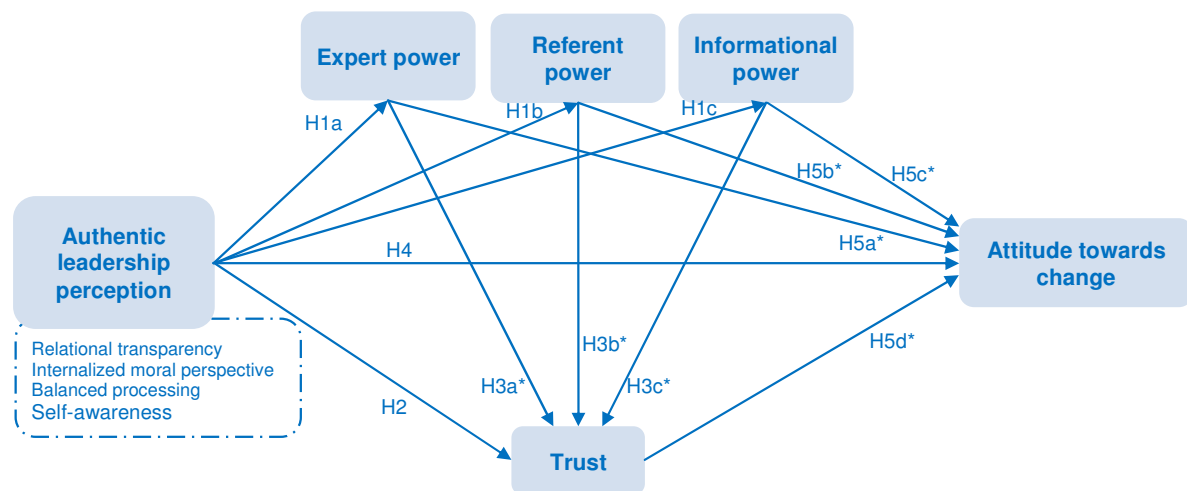 Expert power
Referent
power
Informational
power
H1a
H1b
H1c
H5b*
H5c*
Authentic
leadership
perception
H4
H5a*
Attitude towards
change
Relational transparency
Internalized moral perspective
Balanced processing
Self-awareness
H2
H3a*
H3b*
H3c*
H5d*
Trust